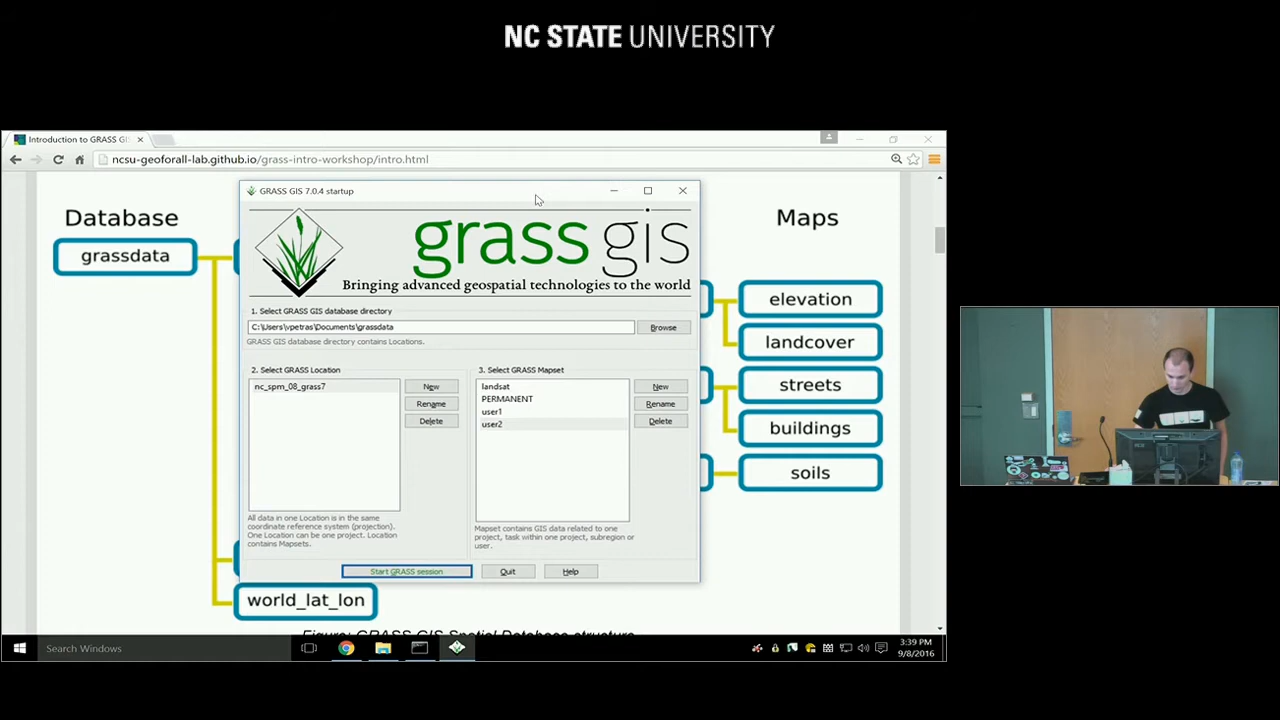 NC STATE UNIVERSITY
Introduction to GRASS GI
ncsu-geoforall-lab.github.io/grass-intro-workshop/intro.html
Database
grassdata
world_lat_lon
GRASS GIS 7.0.4 startup
grass gis
Bringing advanced geospatial technologies to the world
1. Select GRASS GIS database directory
C:\Users\vpetras\Documents\grassdata
Browse
GRASS GIS database directory contains Locations.
2. Select GRASS Location
nc_spm_08_grass7
New
Rename
Delete
All data in one Location is in the same
coordinate reference system (projection).
One Location can be one project. Location
contains Mapsets.
3. Select GRASS Mapset
landsat
PERMANENT
user1
user2
New
Rename
Delete
Mapset contains GIS data related to one
project, task within one project, subregion or
user.
Start GRASS session
Quit
Help
Maps
elevation
landcover
streets
buildings
soils
Figure: GRASS GIS Spatial Database structure
Search Windows
3:39 PM
9/8/2016